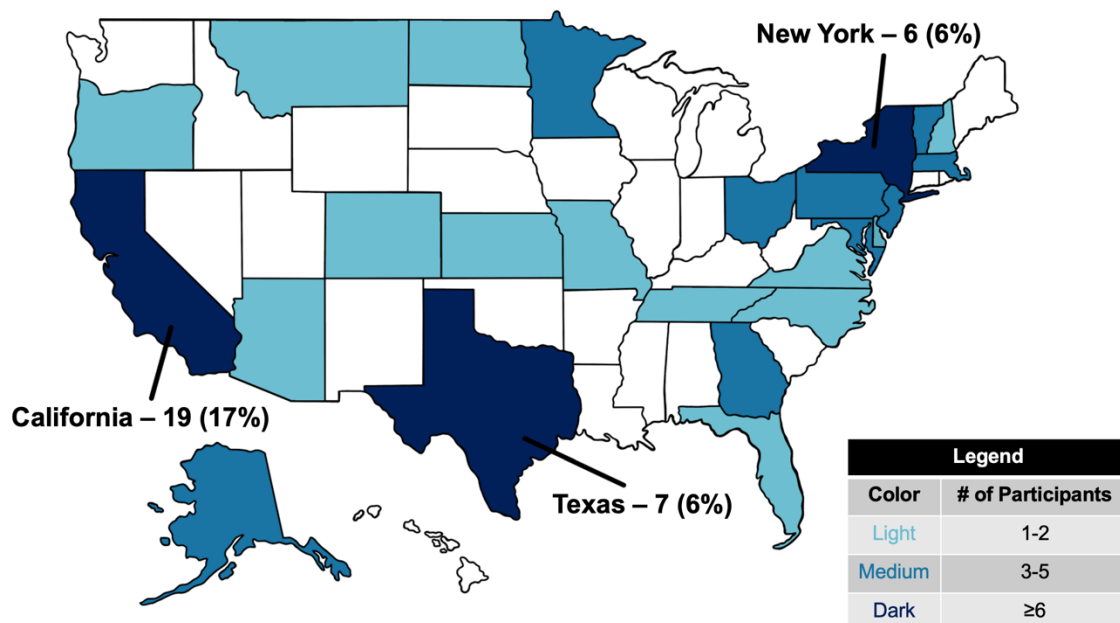 New York – 6 (6%)
California – 19 (17%)
Texas – 7 (6%)
Legend
Color # of Participants
Light 1-2
Medium 3-5
Dark ≥6